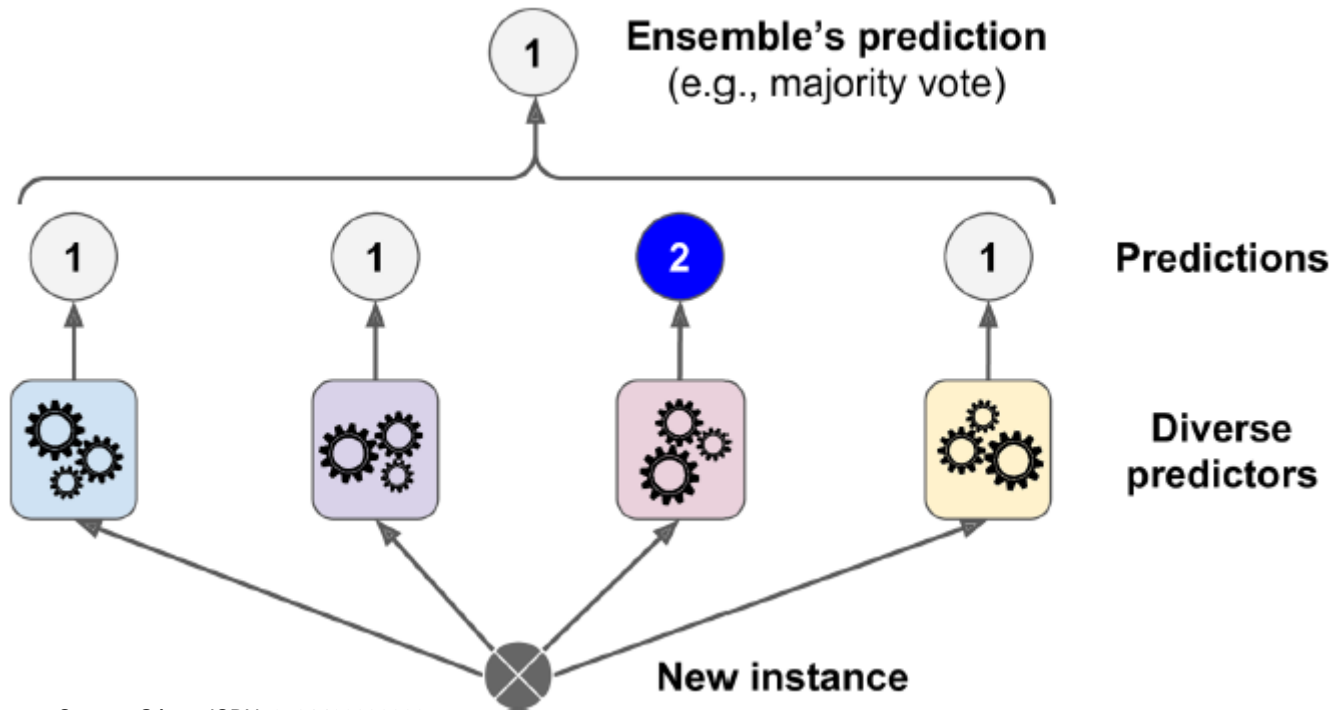 1
Ensemble's prediction
(e.g., majority vote)
1 1 2 1 Predictions
Diverse
predictors
New instance